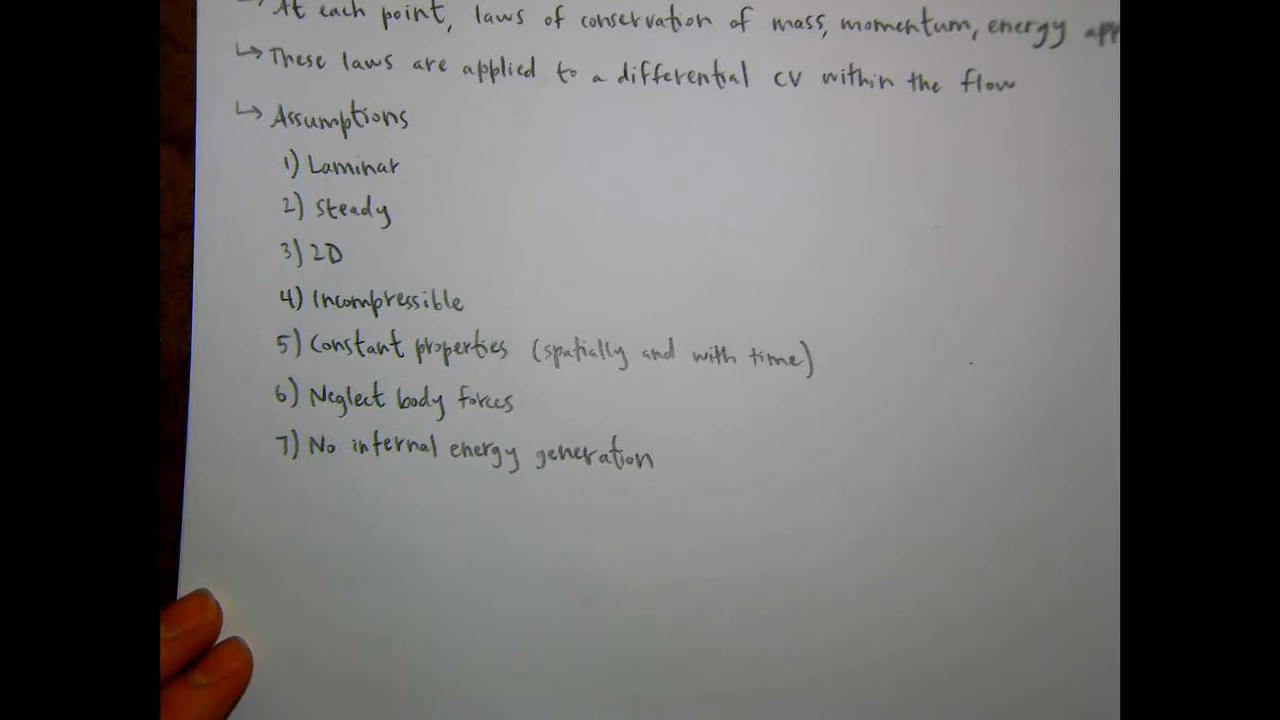 ↳ At each point, laws of conservation of mass, momentum, energy app
↳ These laws are applied to a differential CV within the flow
↳ Assumptions
1) Laminar
2) Steady
3) 2D
4) Incompressible
5) Constant properties (spatially and with time)
6) Neglect body forces
7) No internal energy generation